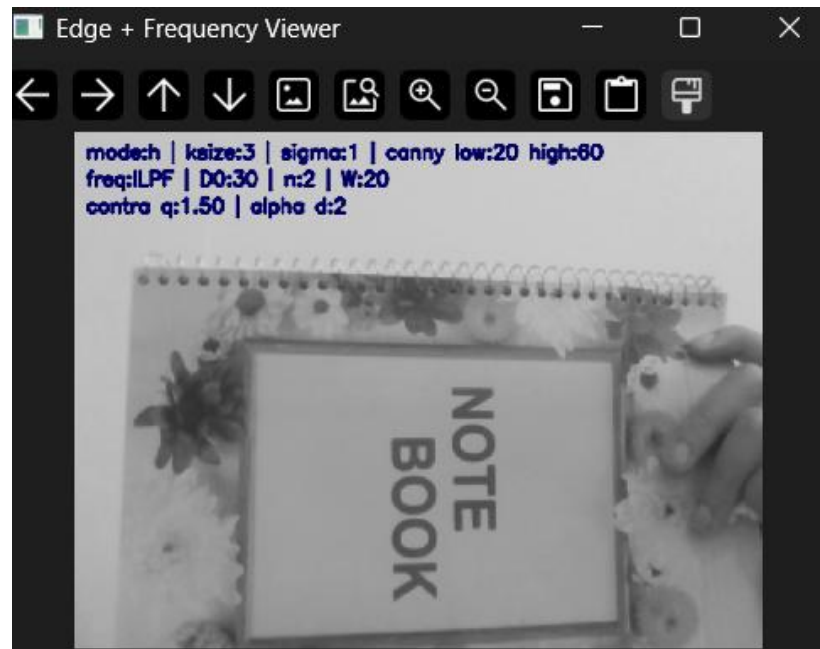 Edge + Frequency Viewer
mode:h | ksize:3 | sigma:1 | canny low:20 high:60
freq:ILPF | D0:30 | n:2 | W:20
contra q:1.50 | alpha d:2
NOTE
BOOK